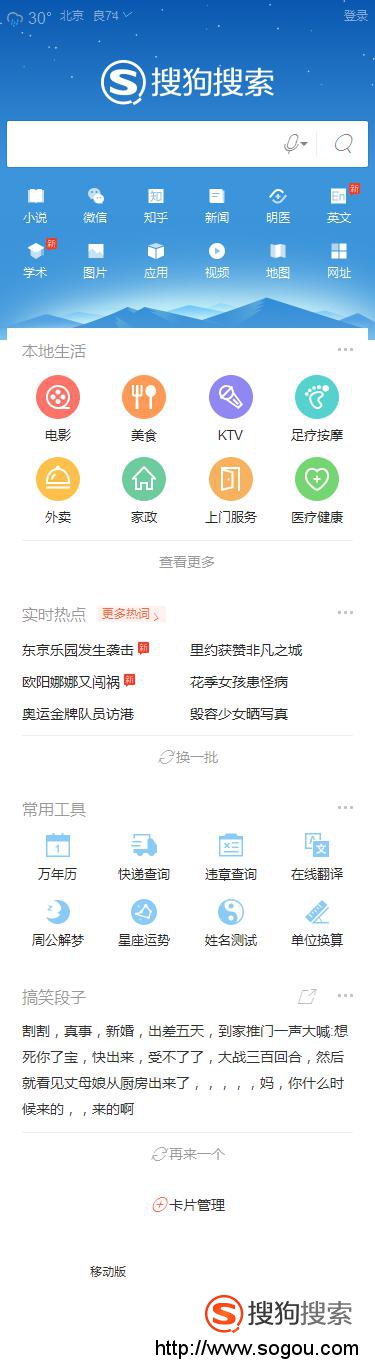 30° 北京 良74 登录
搜狗搜索
小说 微信 知乎 新闻 明医 英文 新
学术 新 图片 应用 视频 地图 网址
本地生活
电影 美食 KTV 足疗按摩
外卖 家政 上门服务 医疗健康
查看更多
实时热点 更多热词
东京乐园发生袭击 新 里约获赞非凡之城
欧阳娜娜又闯祸 新 花季女孩患怪病
奥运金牌队员访港 毁容少女晒写真
换一批
常用工具
万年历 快递查询 违章查询 在线翻译
周公解梦 星座运势 姓名测试 单位换算
搞笑段子
割割，真事，新婚，出差五天，到家推门一声大喊:想
死你了宝，快出来，受不了了，大战三百回合，然后
就看见丈母娘从厨房出来了，，，，，妈，你什么时
候来的，，来的啊
再来一个
卡片管理
移动版
搜狗搜索
http://www.sogou.com